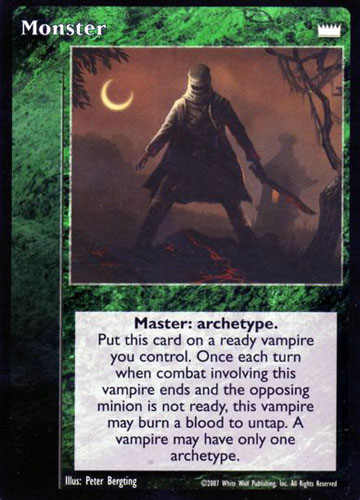 Monster
Master: archetype.
Put this card on a ready vampire
you control. Once each turn
when combat involving this
vampire ends and the opposing
minion is not ready, this vampire
may burn a blood to untap. A
vampire may have only one
archetype.
Illus: Peter Bergting
©2007 White Wolf Publishing, Inc. All Rights Reserved